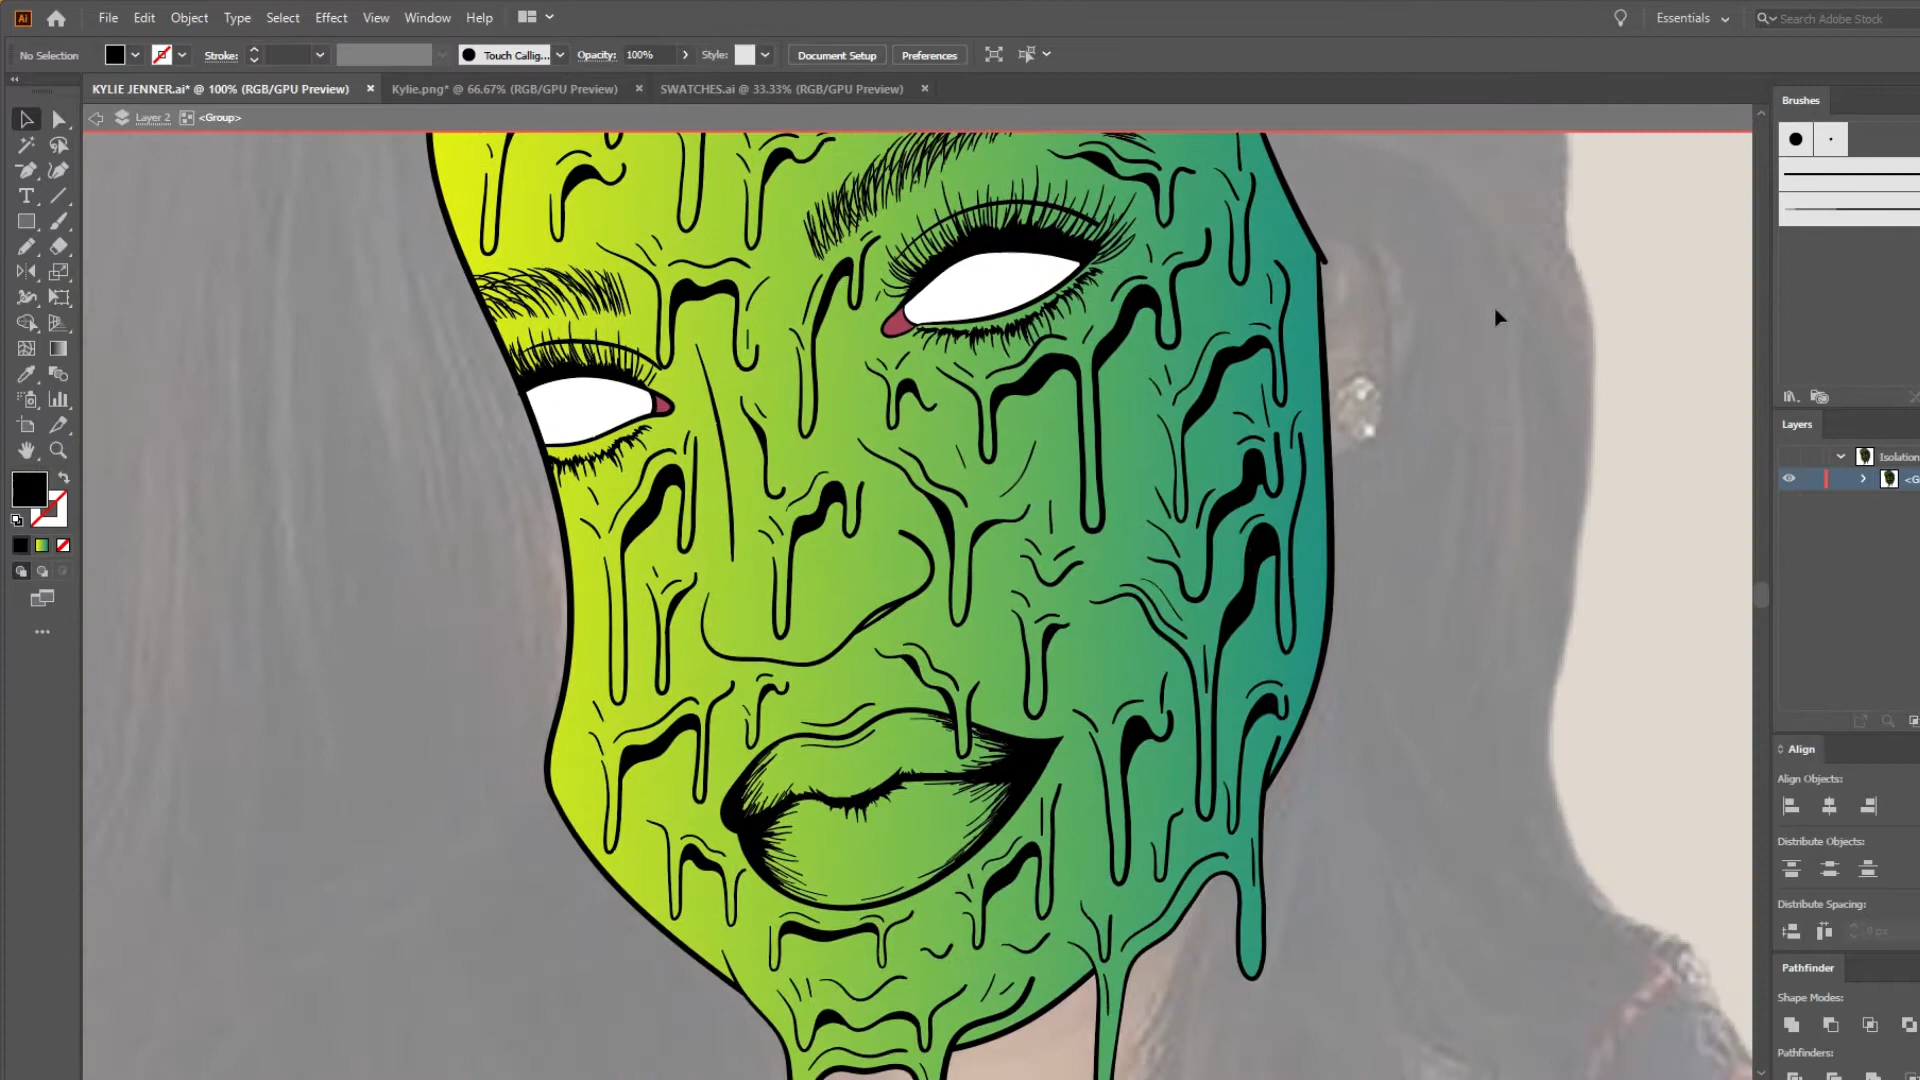 Ai File Edit Object Type Select Effect View Window Help Essentials Search Adobe Stock
No Selection Stroke: Touch Callig... Opacity: 100% Style: Document Setup Preferences
KYLIE JENNER.ai* @ 100% (RGB/GPU Preview) × Kylie.png* @ 66.67% (RGB/GPU Preview) × SWATCHES.ai @ 33.33% (RGB/GPU Preview) ×
Layer 2 <Group>
Brushes
Layers
Isolation
<G
Align
Align Objects:
Distribute Objects:
Distribute Spacing:
0 px
Pathfinder
Shape Modes:
Pathfinders: